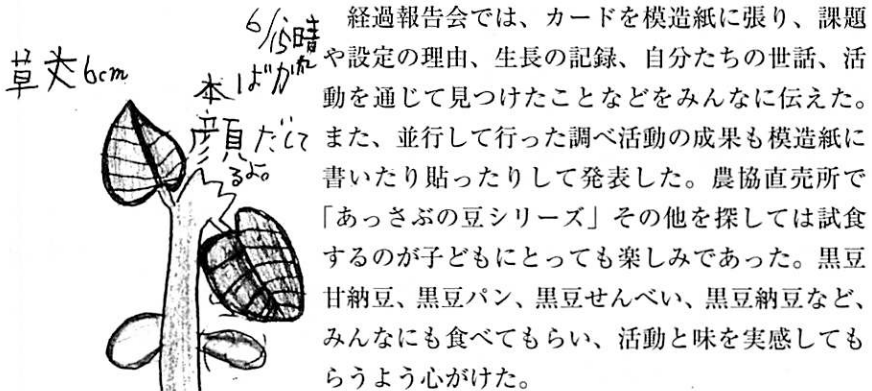 6/15晴れ
草丈6cm
本ばが
顔だして
るよ。
経過報告会では、カードを模造紙に張り、課題
や設定の理由、生長の記録、自分たちの世話、活
動を通じて見つけたことなどをみんなに伝えた。
また、並行して行った調べ活動の成果も模造紙に
書いたり貼ったりして発表した。農協直売所で
「あっさぶの豆シリーズ」その他を探しては試食
するのが子どもにとっても楽しみであった。黒豆
甘納豆、黒豆パン、黒豆せんべい、黒豆納豆など、
みんなにも食べてもらい、活動と味を実感しても
らうよう心がけた。